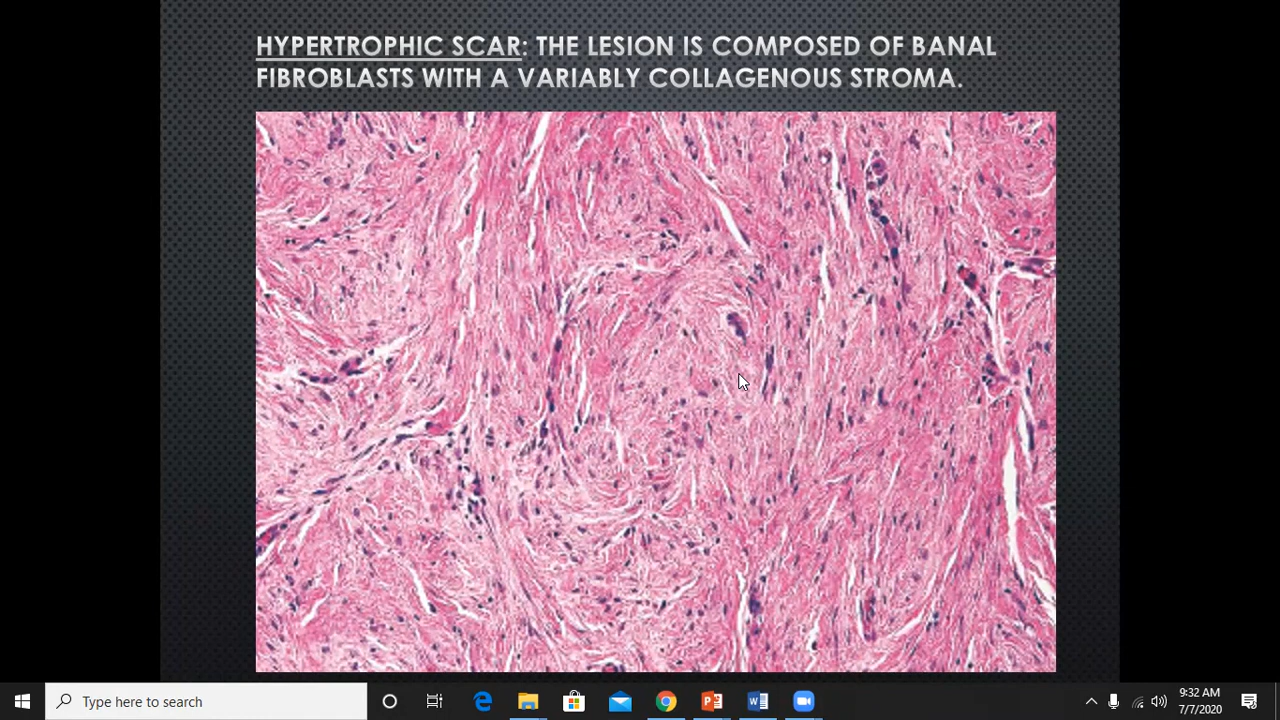 HYPERTROPHIC SCAR: THE LESION IS COMPOSED OF BANAL
FIBROBLASTS WITH A VARIABLY COLLAGENOUS STROMA.
Type here to search
9:32 AM
7/7/2020